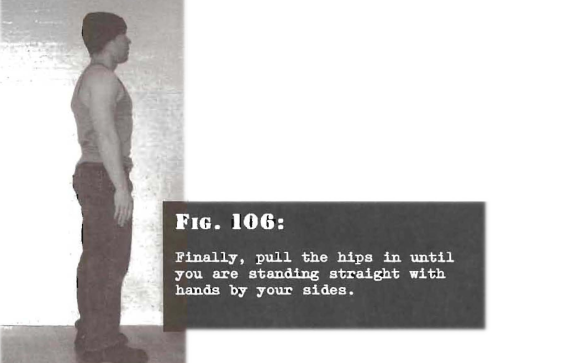 Fig. 106:
Finally, pull the hips in until
you are standing straight with
hands by your sides.